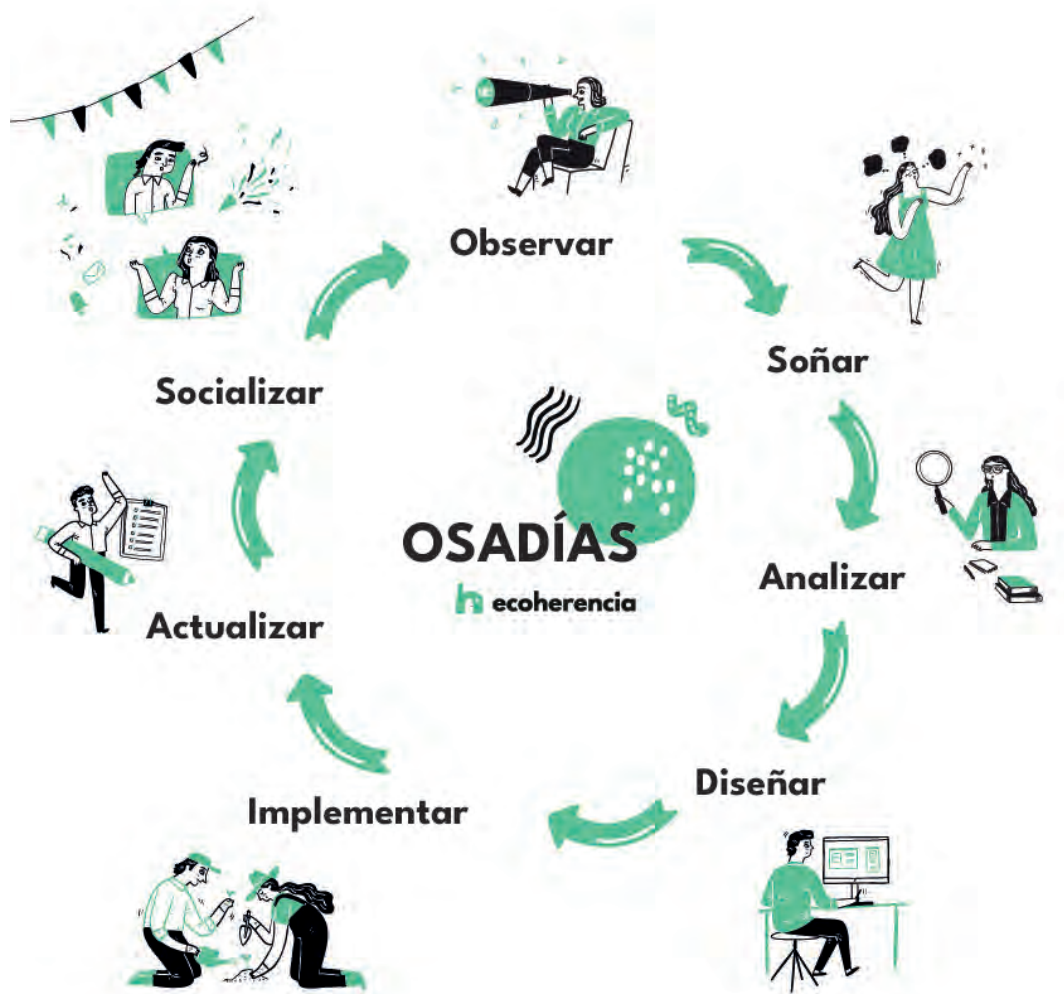 Observar
Soñar
Socializar
OSADÍAS
ecoherencia
Analizar
Actualizar
Diseñar
Implementar